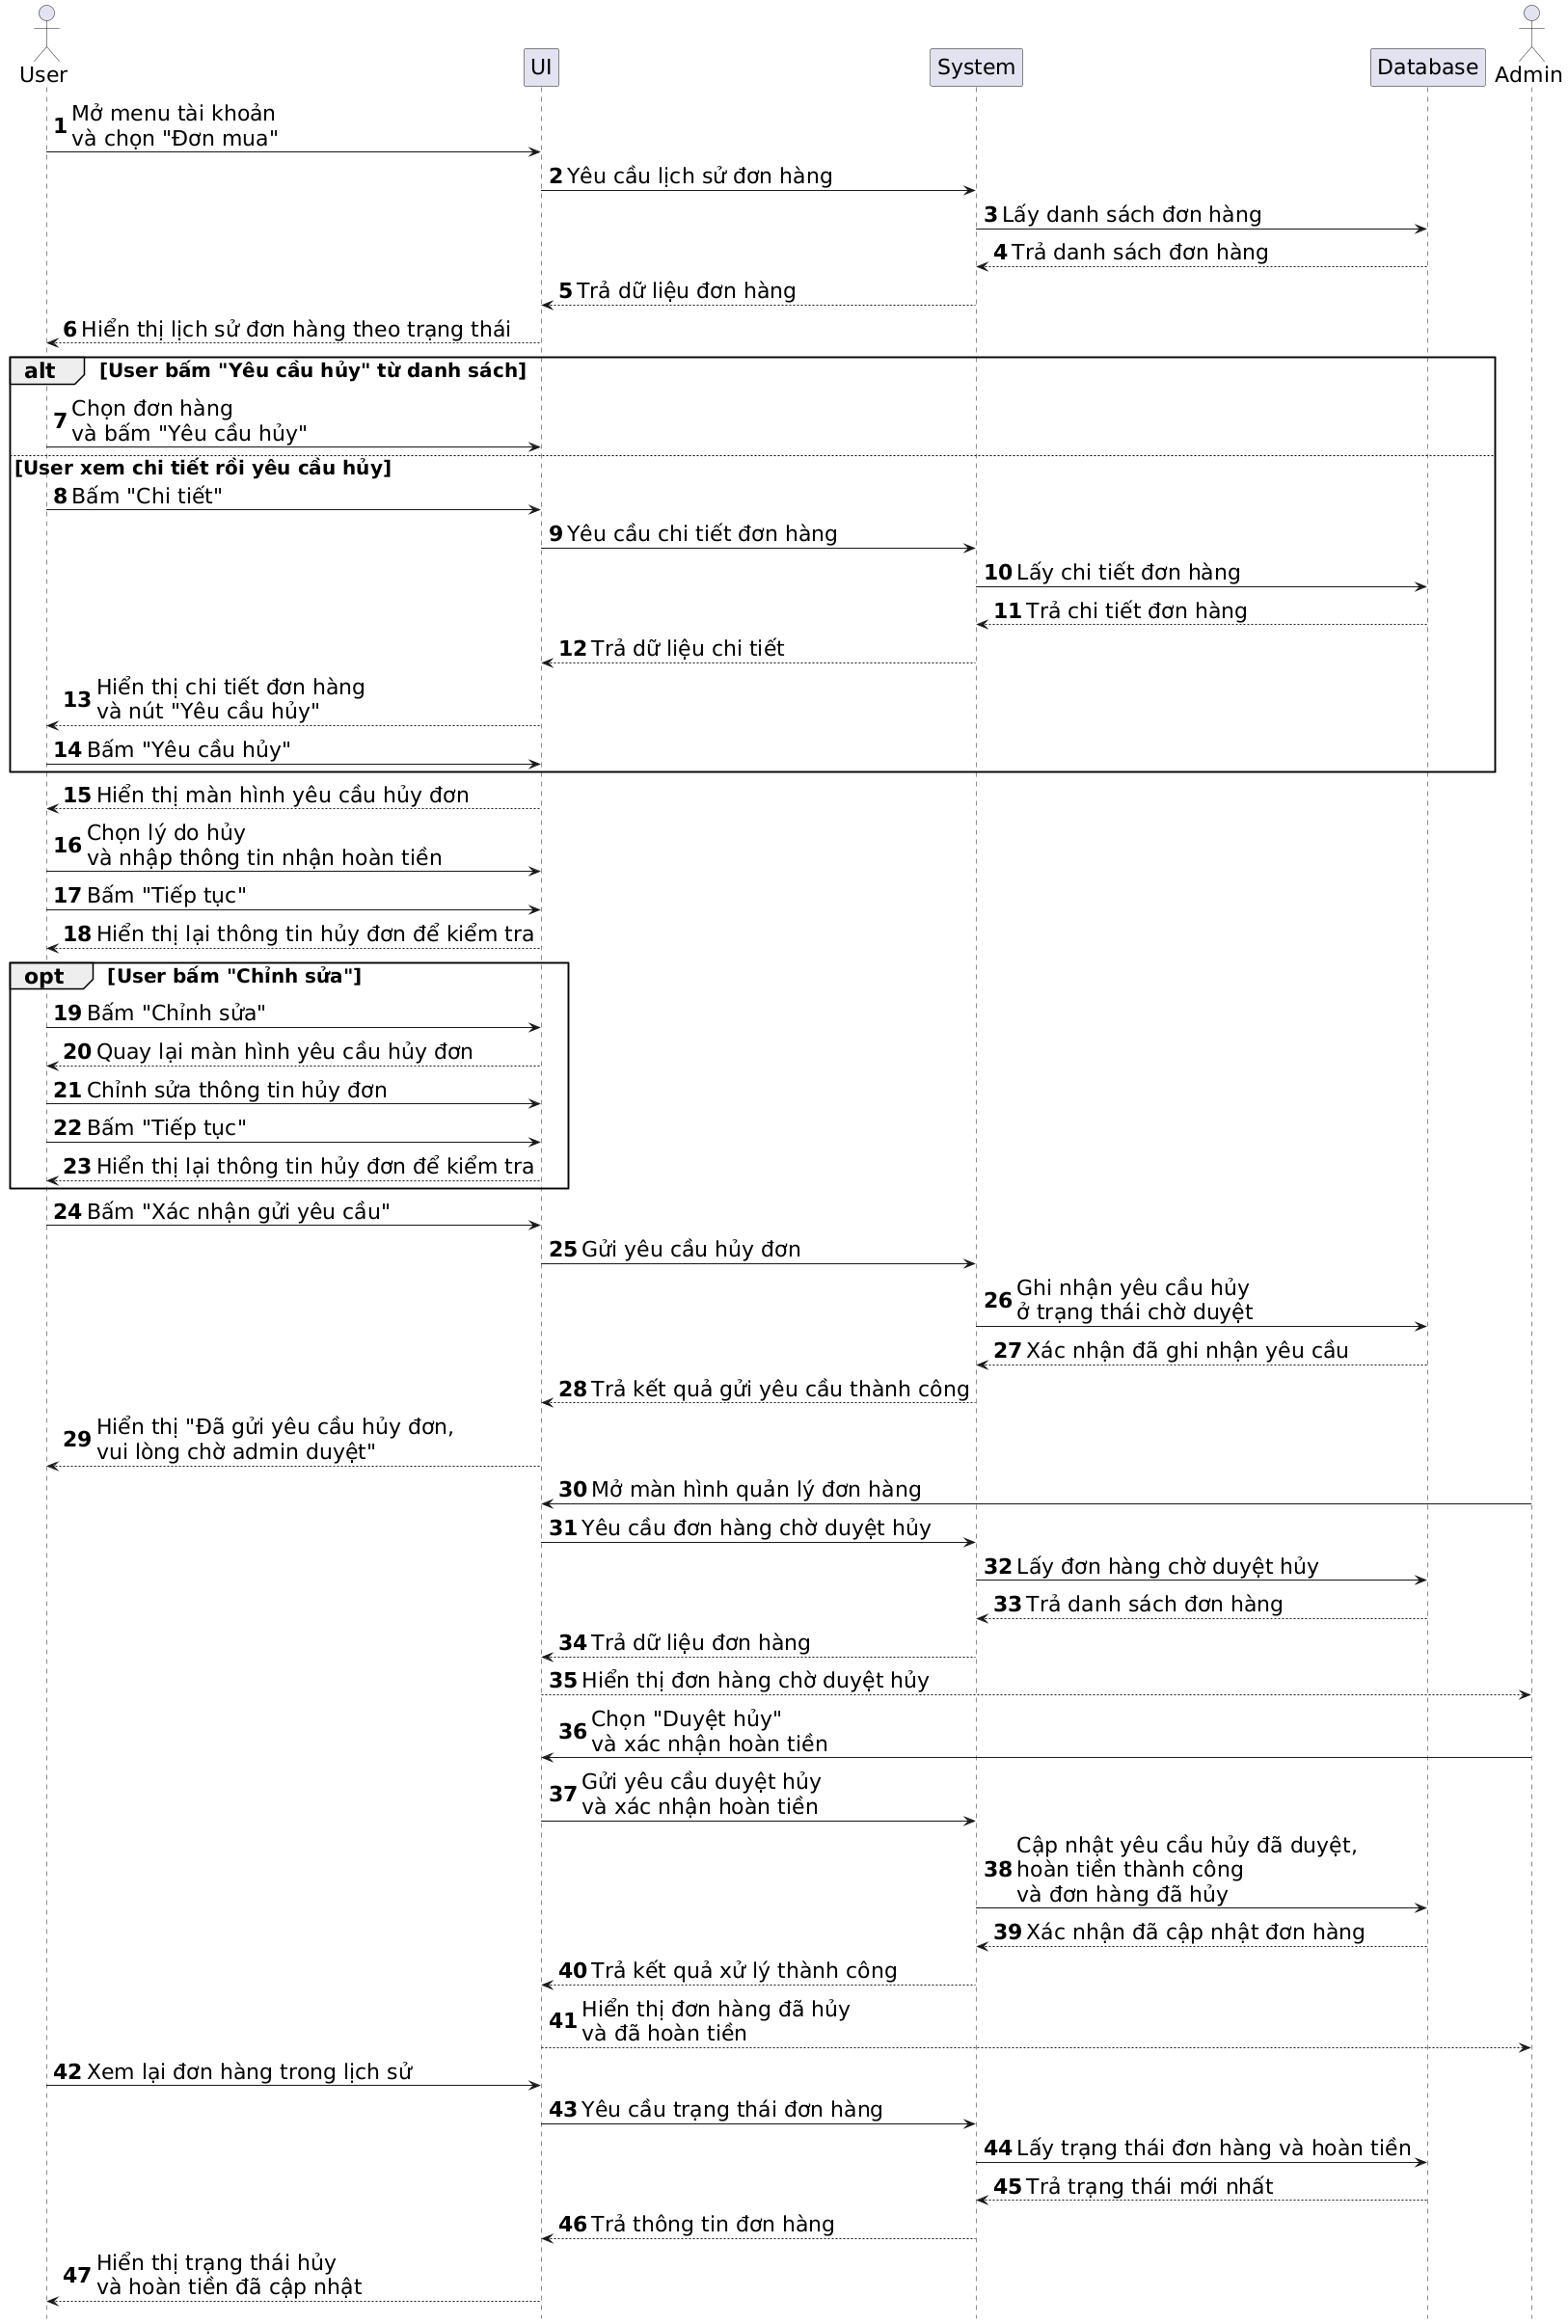 User
UI
System
Database
Admin
1 Mở menu tài khoản
và chọn "Đơn mua"
2 Yêu cầu lịch sử đơn hàng
3 Lấy danh sách đơn hàng
4 Trả danh sách đơn hàng
5 Trả dữ liệu đơn hàng
6 Hiển thị lịch sử đơn hàng theo trạng thái
alt [User bấm "Yêu cầu hủy" từ danh sách]
7 Chọn đơn hàng
và bấm "Yêu cầu hủy"
[User xem chi tiết rồi yêu cầu hủy]
8 Bấm "Chi tiết"
9 Yêu cầu chi tiết đơn hàng
10 Lấy chi tiết đơn hàng
11 Trả chi tiết đơn hàng
12 Trả dữ liệu chi tiết
13 Hiển thị chi tiết đơn hàng
và nút "Yêu cầu hủy"
14 Bấm "Yêu cầu hủy"
15 Hiển thị màn hình yêu cầu hủy đơn
16 Chọn lý do hủy
và nhập thông tin nhận hoàn tiền
17 Bấm "Tiếp tục"
18 Hiển thị lại thông tin hủy đơn để kiểm tra
opt [User bấm "Chỉnh sửa"]
19 Bấm "Chỉnh sửa"
20 Quay lại màn hình yêu cầu hủy đơn
21 Chỉnh sửa thông tin hủy đơn
22 Bấm "Tiếp tục"
23 Hiển thị lại thông tin hủy đơn để kiểm tra
24 Bấm "Xác nhận gửi yêu cầu"
25 Gửi yêu cầu hủy đơn
26 Ghi nhận yêu cầu hủy
ở trạng thái chờ duyệt
27 Xác nhận đã ghi nhận yêu cầu
28 Trả kết quả gửi yêu cầu thành công
29 Hiển thị "Đã gửi yêu cầu hủy đơn,
vui lòng chờ admin duyệt"
30 Mở màn hình quản lý đơn hàng
31 Yêu cầu đơn hàng chờ duyệt hủy
32 Lấy đơn hàng chờ duyệt hủy
33 Trả danh sách đơn hàng
34 Trả dữ liệu đơn hàng
35 Hiển thị đơn hàng chờ duyệt hủy
36 Chọn "Duyệt hủy"
và xác nhận hoàn tiền
37 Gửi yêu cầu duyệt hủy
và xác nhận hoàn tiền
38 Cập nhật yêu cầu hủy đã duyệt,
hoàn tiền thành công
và đơn hàng đã hủy
39 Xác nhận đã cập nhật đơn hàng
40 Trả kết quả xử lý thành công
41 Hiển thị đơn hàng đã hủy
và đã hoàn tiền
42 Xem lại đơn hàng trong lịch sử
43 Yêu cầu trạng thái đơn hàng
44 Lấy trạng thái đơn hàng và hoàn tiền
45 Trả trạng thái mới nhất
46 Trả thông tin đơn hàng
47 Hiển thị trạng thái hủy
và hoàn tiền đã cập nhật